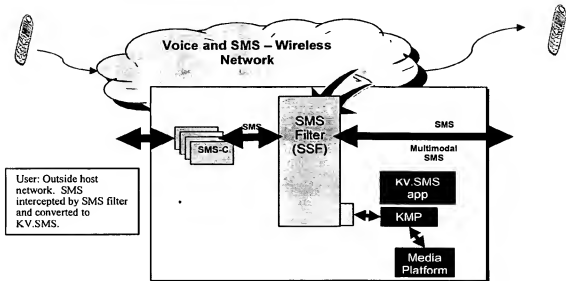 Voice and SMS – Wireless
Network
SMS
Filter
(SSF)
SMS
SMS-C.
SMS
Multimodal
SMS
User: Outside host
network. SMS
intercepted by SMS filter
and converted to
KV.SMS.
KV.SMS
app
KMP
Media
Platform